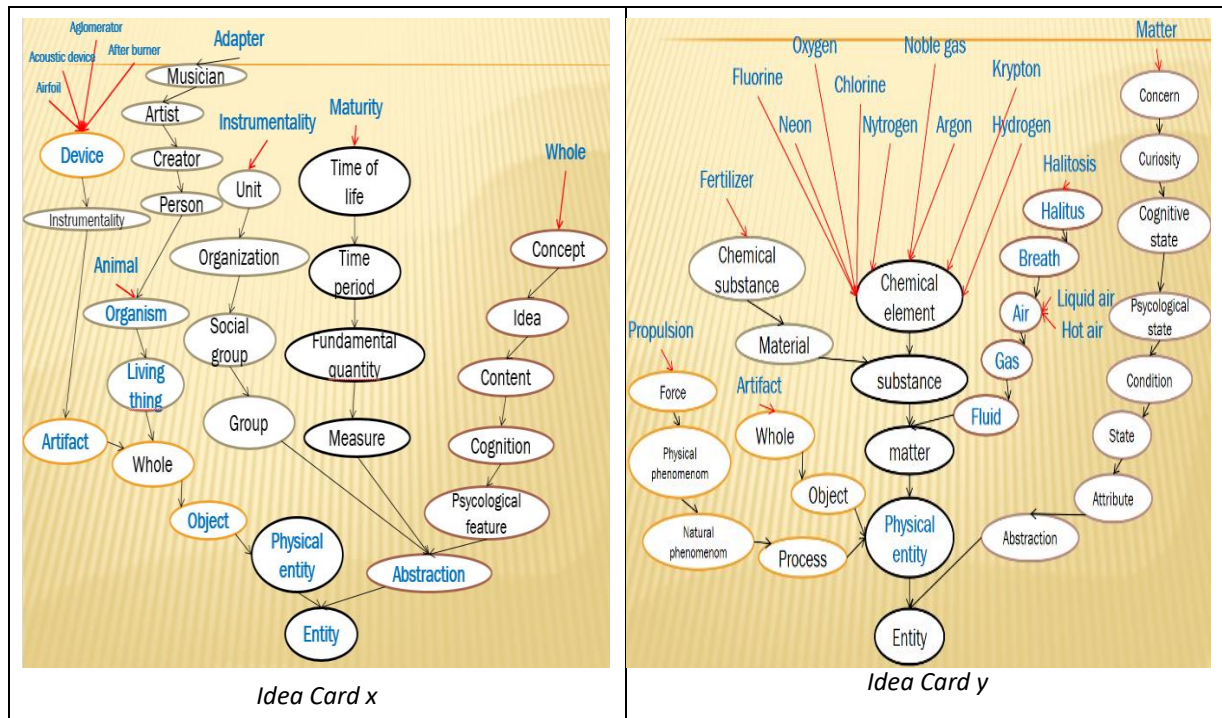 Aglomerator
Acoustic device
After burner
Airfoil
Adapter
Musician
Artist
Creator
Person
Device
Instrumentality
Instrumentality
Unit
Maturity
Time of
life
Whole
Concept
Organization
Time
period
Animal
Organism
Idea
Social
group
Fundamental
quantity
Living
thing
Content
Artifact
Whole
Group
Measure
Cognition
Psycological
feature
Object
Physical
entity
Abstraction
Entity
Idea Card x
Oxygen
Noble gas
Matter
Fluorine
Chlorine
Krypton
Neon
Nytrogen
Argon
Hydrogen
Concern
Curiosity
Fertilizer
Halitosis
Halitus
Cognitive
state
Chemical
substance
Chemical
element
Breath
Air
Liquid air
Hot air
Psycological
state
Propulsion
Material
Gas
Force
Artifact
substance
Fluid
Condition
Whole
Physical
phenomenom
matter
State
Object
Attribute
Natural
phenomenom
Process
Physical
entity
Abstraction
Entity
Idea Card y